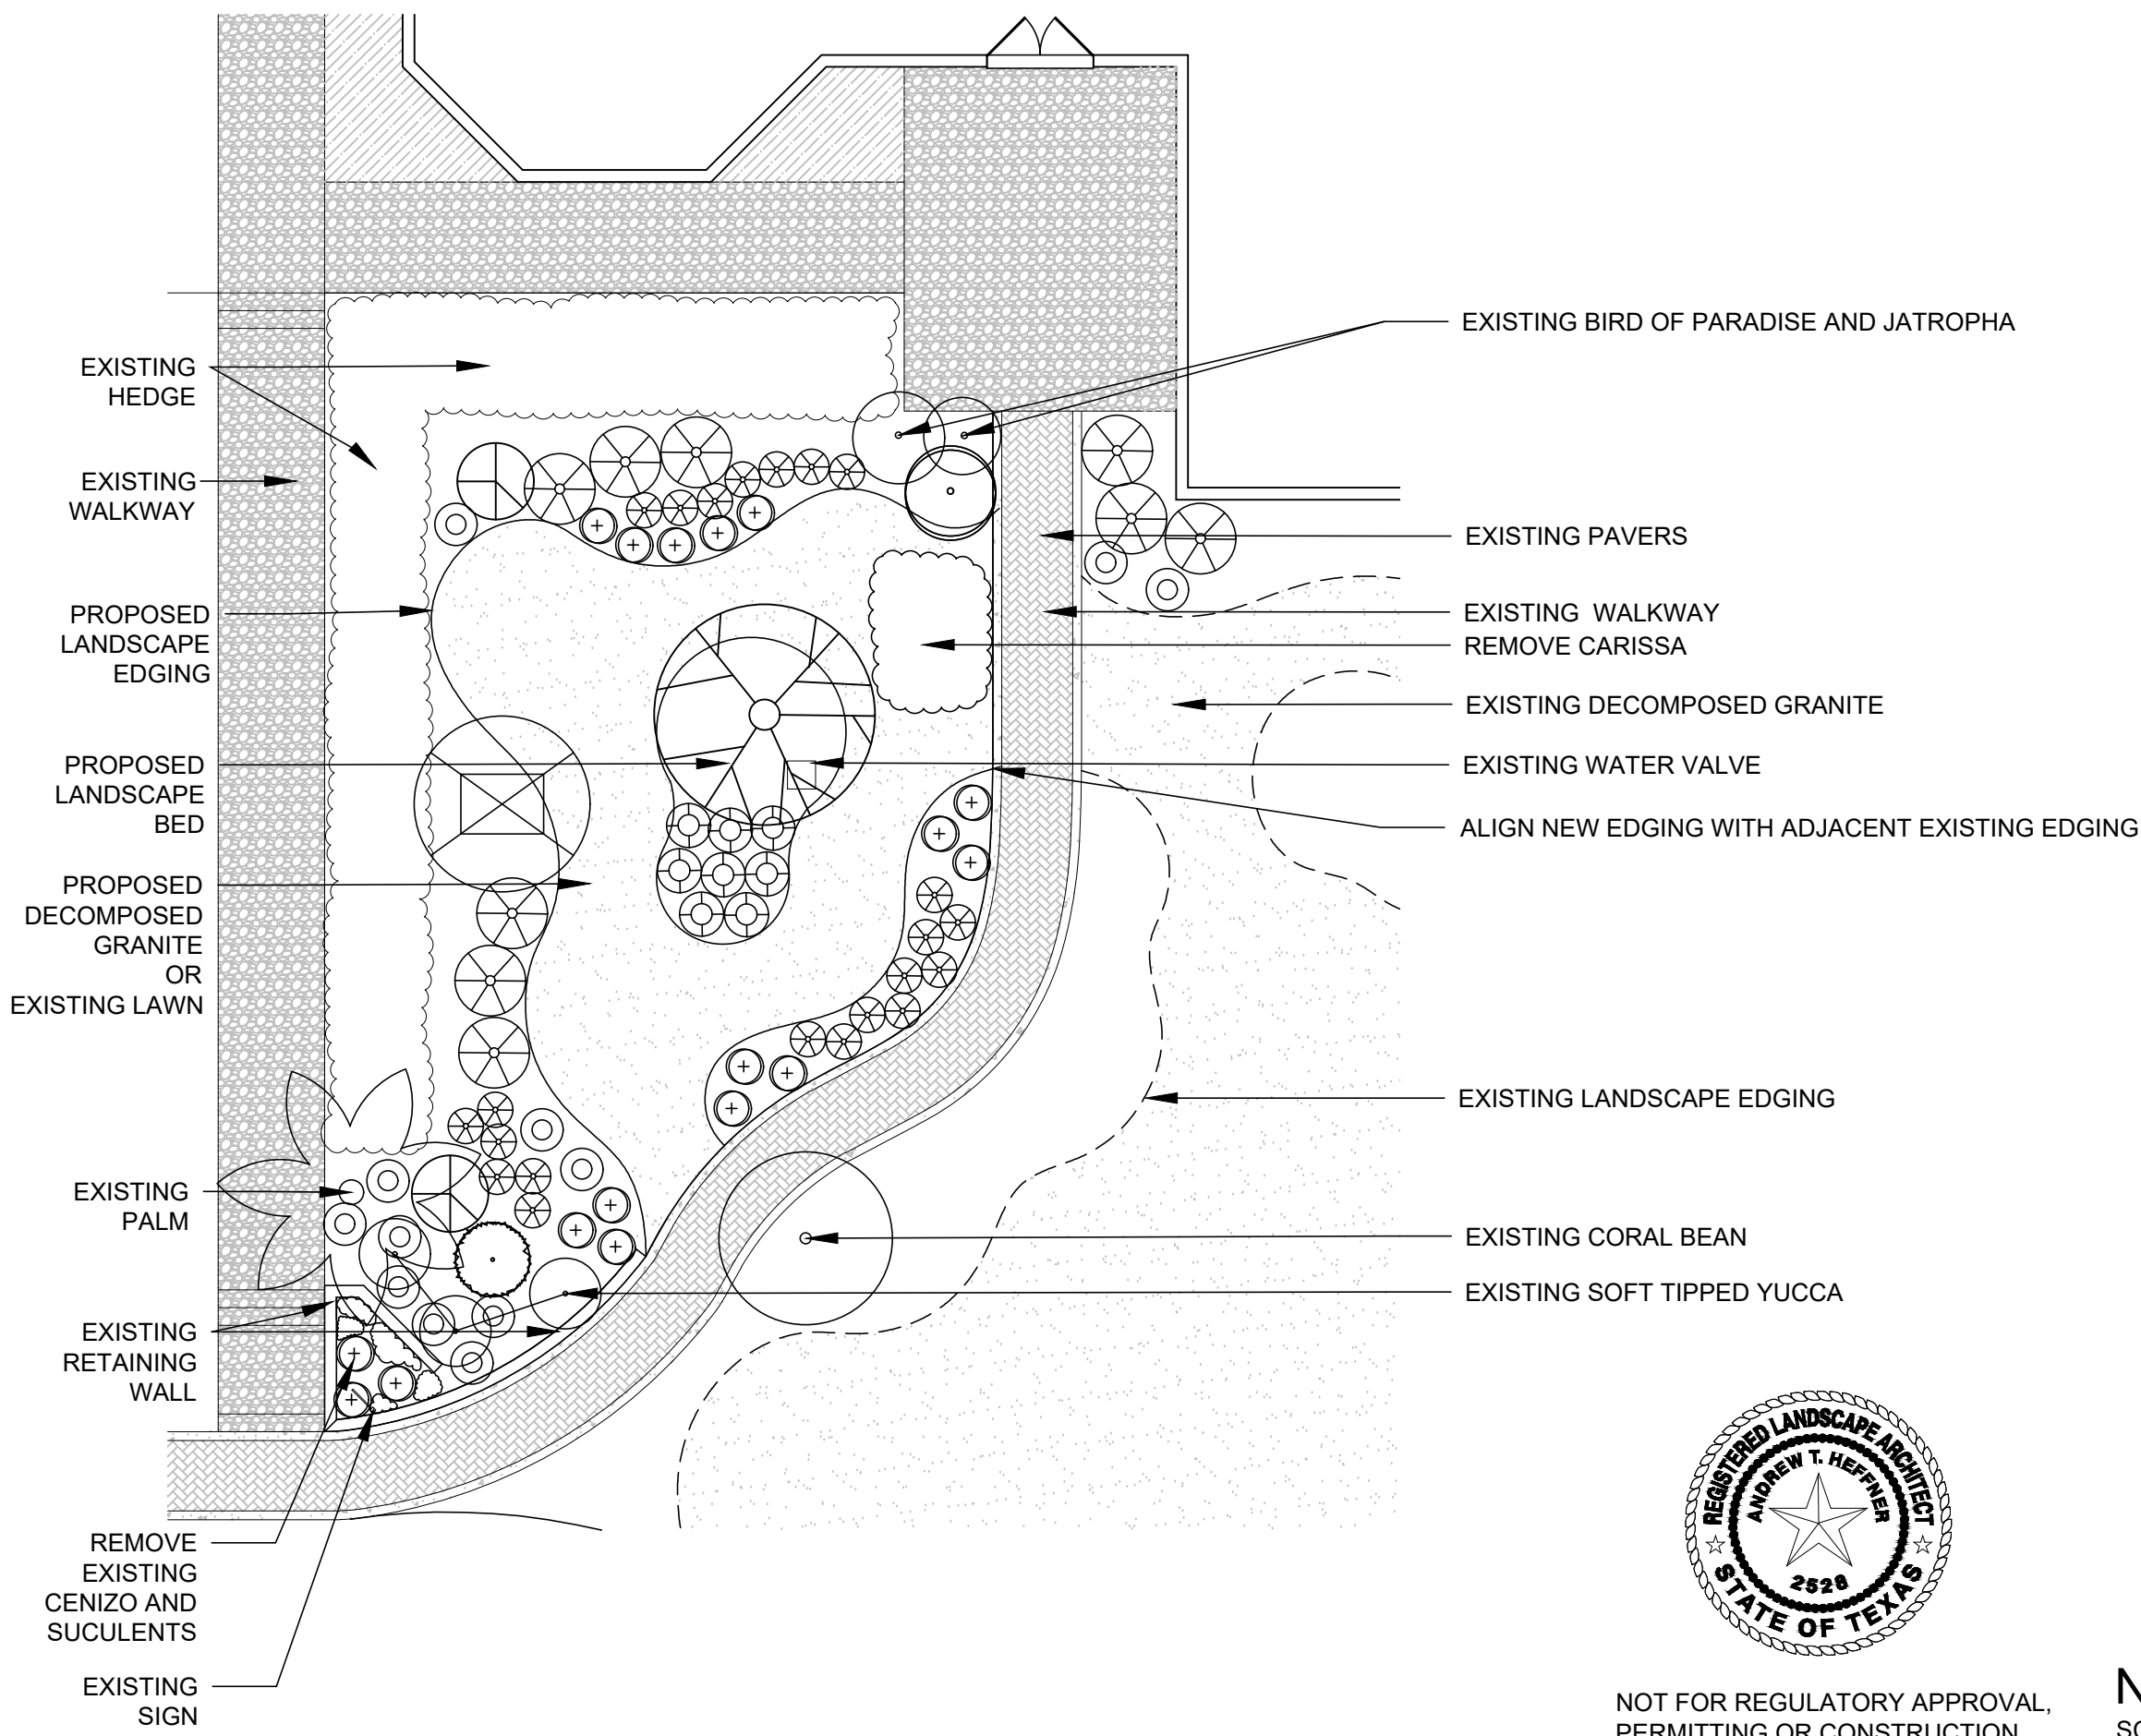 EXISTING
HEDGE
EXISTING
WALKWAY
PROPOSED
LANDSCAPE
EDGING
PROPOSED
LANDSCAPE
BED
PROPOSED
DECOMPOSED
GRANITE
OR
EXISTING LAWN
EXISTING
PALM
EXISTING
RETAINING
WALL
REMOVE
EXISTING
CENIZO AND
SUCULENTS
EXISTING
SIGN
EXISTING BIRD OF PARADISE AND JATROPHA
EXISTING PAVERS
EXISTING WALKWAY
REMOVE CARISSA
EXISTING DECOMPOSED GRANITE
EXISTING WATER VALVE
ALIGN NEW EDGING WITH ADJACENT EXISTING EDGING
EXISTING LANDSCAPE EDGING
EXISTING CORAL BEAN
EXISTING SOFT TIPPED YUCCA
REGISTERED LANDSCAPE ARCHITECT
ANDREW T. HEFFNER
2528
STATE OF TEXAS
NOT FOR REGULATORY APPROVAL,
PERMITTING OR CONSTRUCTION